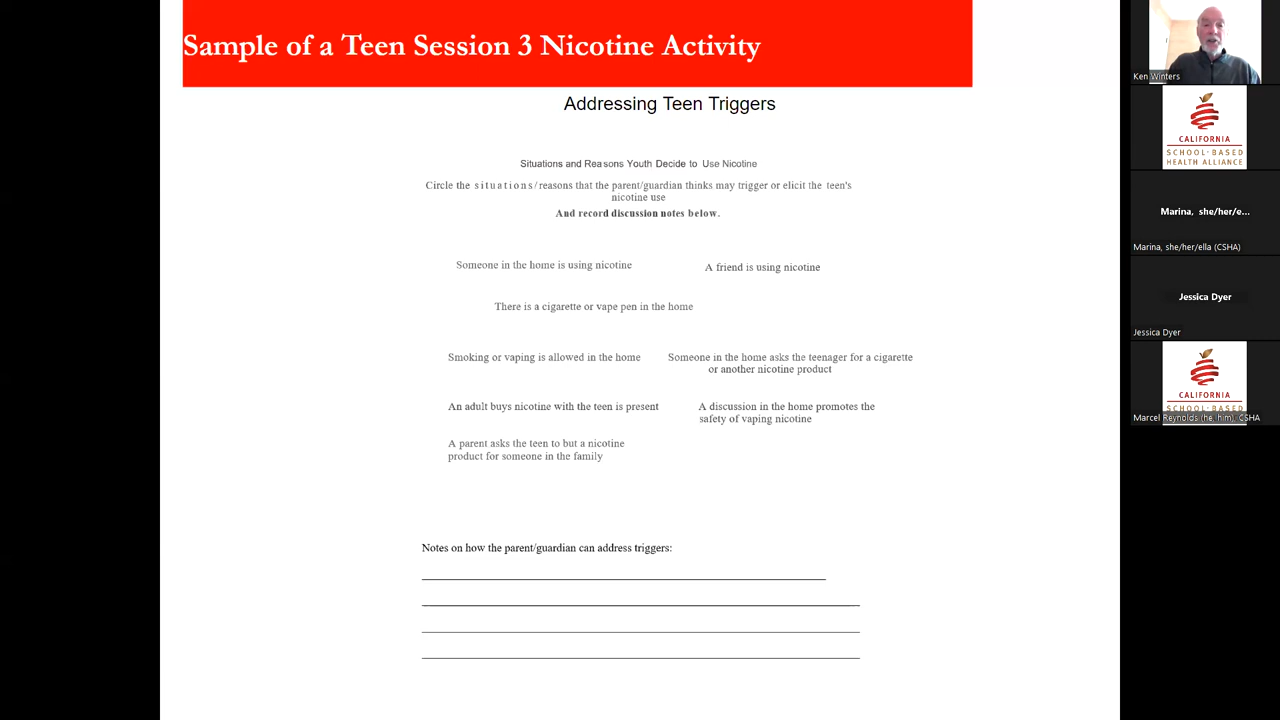 Sample of a Teen Session 3 Nicotine Activity
Addressing Teen Triggers
Situations and Reasons Youth Decide to Use Nicotine
Circle the situations/reasons that the parent/guardian thinks may trigger or elicit the teen's
nicotine use
And record discussion notes below.
Someone in the home is using nicotine
A friend is using nicotine
There is a cigarette or vape pen in the home
Smoking or vaping is allowed in the home
Someone in the home asks the teenager for a cigarette
or another nicotine product
An adult buys nicotine with the teen is present
A discussion in the home promotes the
safety of vaping nicotine
A parent asks the teen to but a nicotine
product for someone in the family
Notes on how the parent/guardian can address triggers:
Ken Winters
CALIFORNIA
SCHOOL-BASED
HEALTH ALLIANCE
Marina, she/her/e...
Marina, she/her/ella (CSHA)
Jessica Dyer
Jessica Dyer
CALIFORNIA
SCHOOL-BASED
Marcel Reynolds (he, him), CSHA